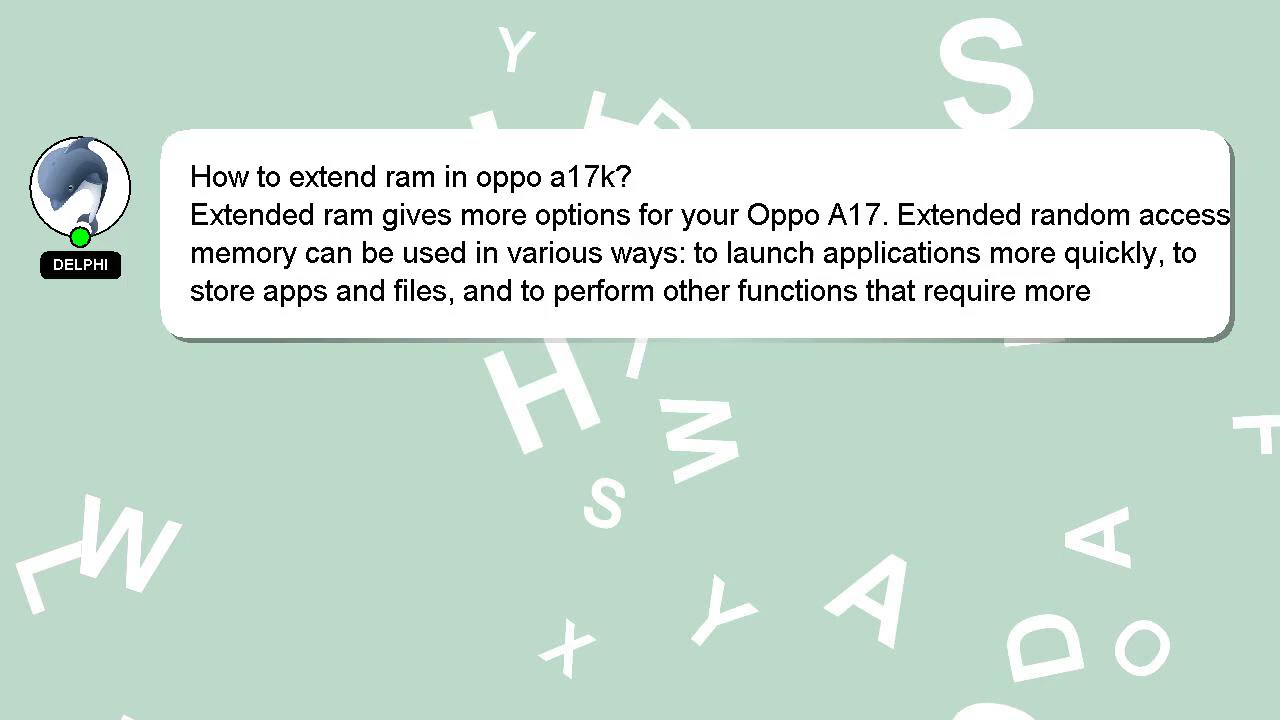 Y
S
How to extend ram in oppo a17k?
Extended ram gives more options for your Oppo A17. Extended random access
memory can be used in various ways: to launch applications more quickly, to
store apps and files, and to perform other functions that require more
DELPHI
H
W
S
L
W
A
Y
A
X
D
O